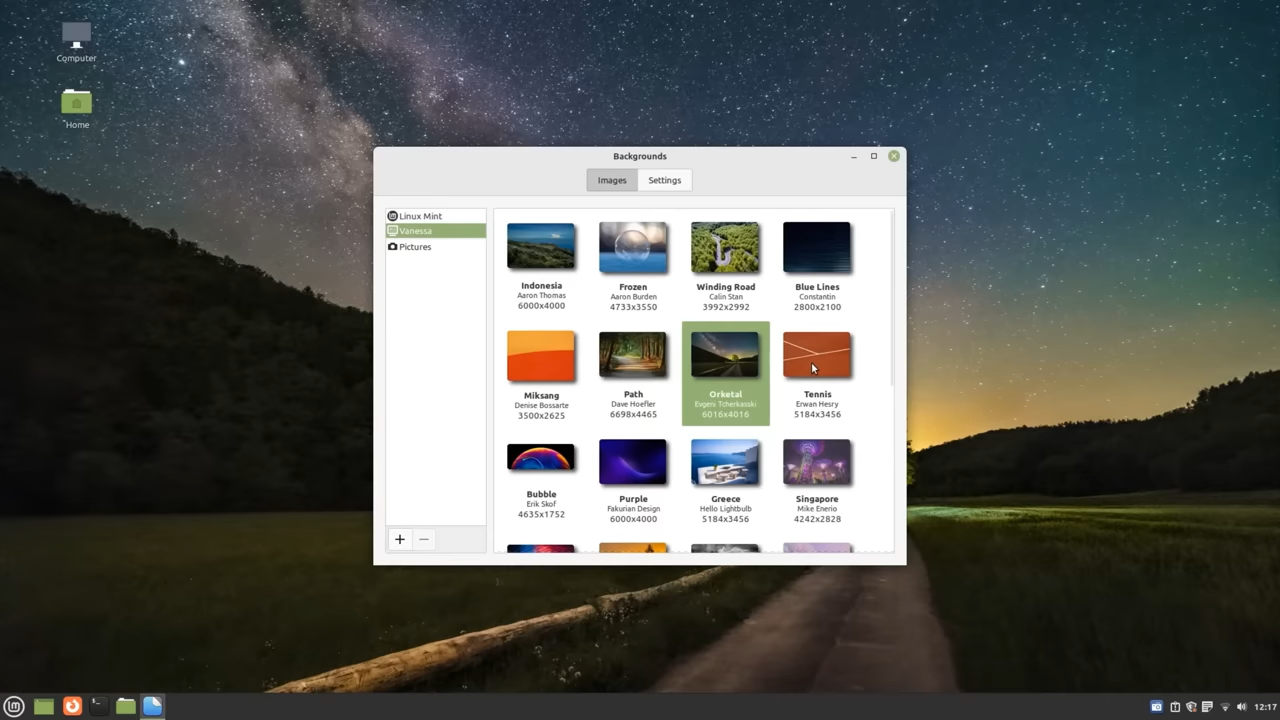 Computer
Home
Backgrounds
Images
Settings
Linux Mint
Vanessa
Pictures
Indonesia
Aaron Thomas
6000x4000
Frozen
Aaron Burden
4733x3550
Winding Road
Calin Stan
3992x2992
Blue Lines
Constantin
2800x2100
Miksang
Denise Bossarte
3500x2625
Path
Dave Hoefler
6698x4465
Orketal
Eugen Tcherkasski
6016x4016
Tennis
Erwan Hesry
5184x3456
Bubble
Erik Skof
4635x1752
Purple
Fakurian Design
6000x4000
Greece
Hello Lightbulb
5184x3456
Singapore
Mike Enerio
4242x2828
12:17